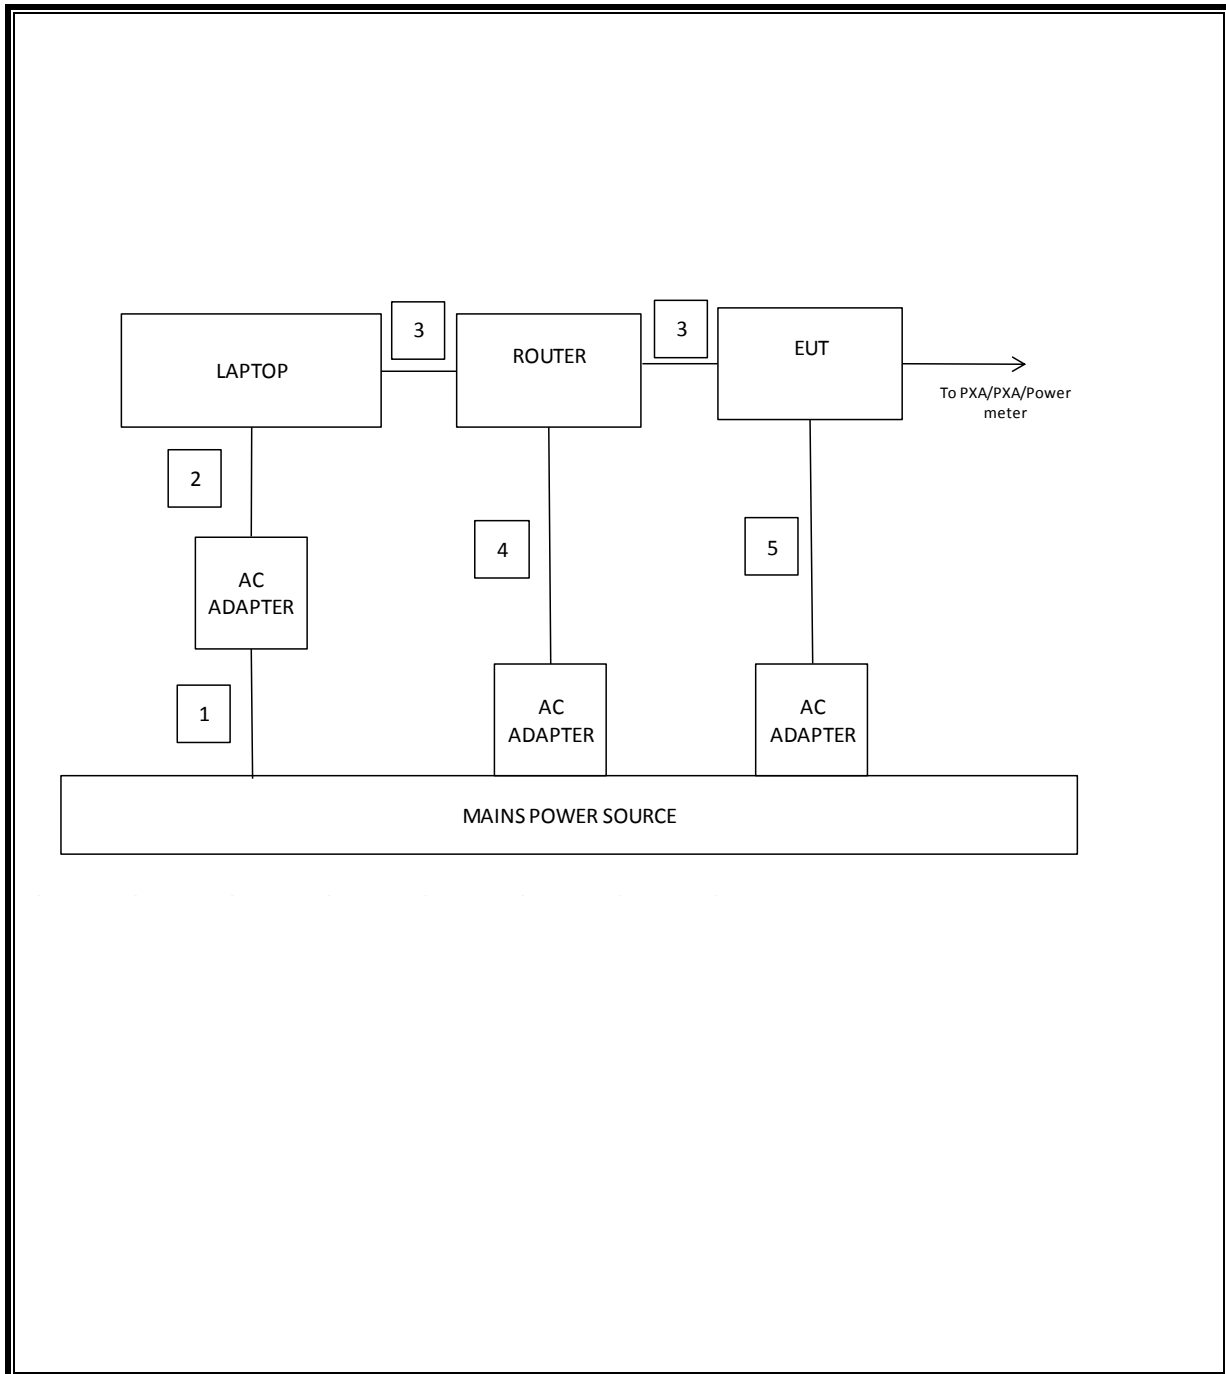 3
3
LAPTOP
ROUTER
EUT
To PXA/PXA/Power
meter
2
4
5
AC
ADAPTER
1
AC
ADAPTER
AC
ADAPTER
MAINS POWER SOURCE